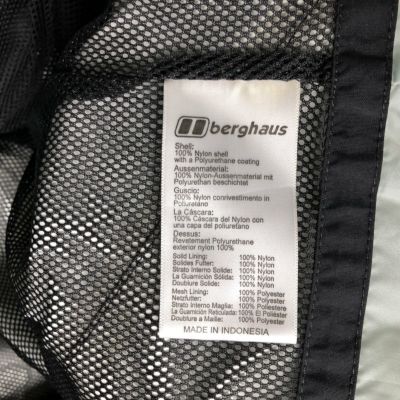 berghaus
Shell:
100% Nylon shell
with a Polyurethane coating
Aussenmaterial:
100% Nylon-Aussenmaterial mit
Polyurethan beschichtet
Guscio:
100% Nylon conrivestimento in
Poliuretano
La Cáscara:
100% Cáscara del Nylon con
una capa del poliuretano
Dessus:
Revetement Polyurethane
exterior nylon 100%
Solid Lining: 100% Nylon
Solides Futter: 100% Nylon
Strato Interno Solido: 100% Nylon
La Guarnición Sólida: 100% Nylon
Doublure Solide: 100% Nylon
Mesh Lining: 100% Polyester
Netzfutter: 100% Polyester
Strato interno Maglia: 100% Poliestere
La Guarnición Reticulada: 100% El Poliéster
Doublure a Maille: 100% Polyester
MADE IN INDONESIA